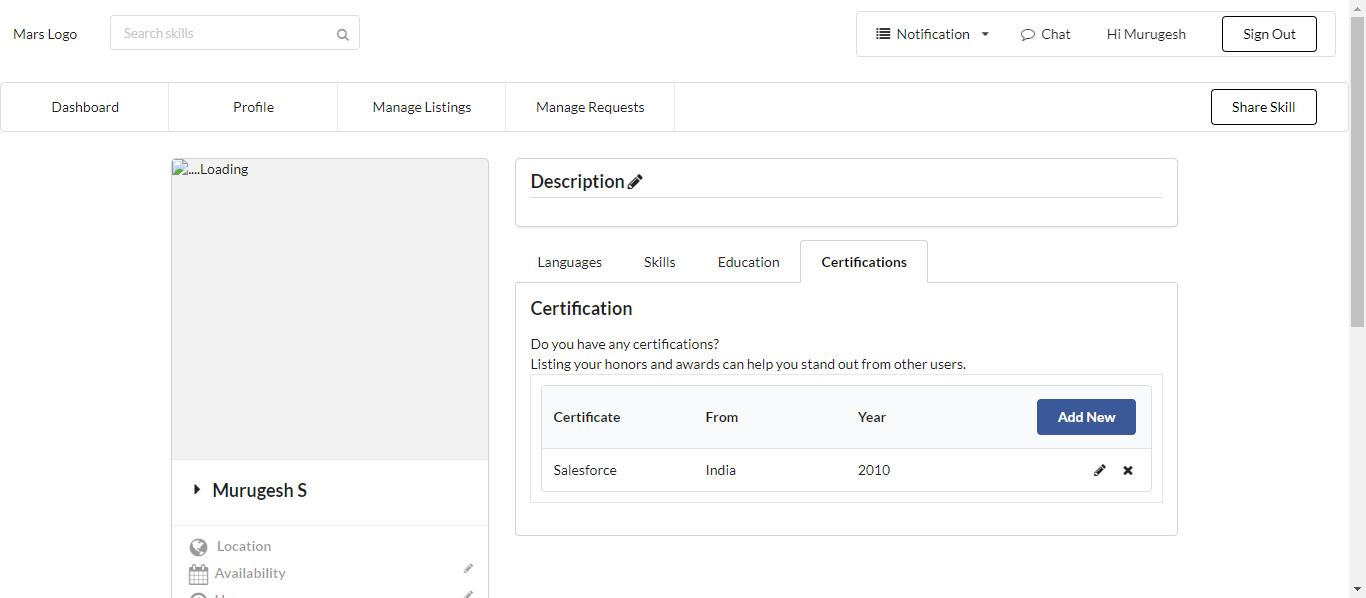 Mars Logo
Search skills
Notification
Chat
Hi Murugesh
Sign Out
Dashboard
Profile
Manage Listings
Manage Requests
Share Skill
....Loading
Description
Languages
Skills
Education
Certifications
Certification
Do you have any certifications?
Listing your honors and awards can help you stand out from other users.
Certificate From Year Add New
Salesforce India 2010
Murugesh S
Location
Availability